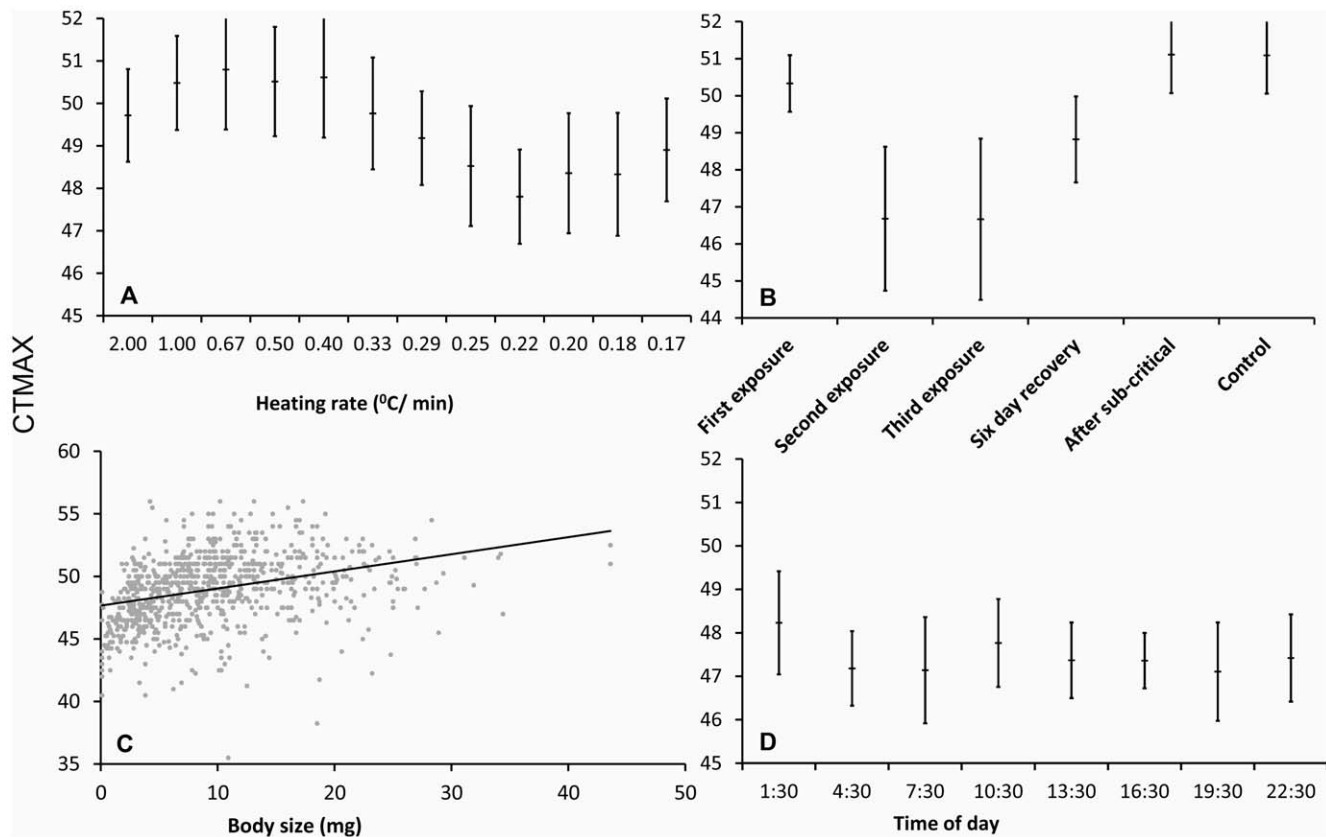 CTMAX
52
51
50
49
48
47
46
45
A
2.00 1.00 0.67 0.50 0.40 0.33 0.29 0.25 0.22 0.20 0.18 0.17
Heating rate (⁰C/ min)
52
51
50
49
48
47
46
45
44
B
First exposure
Second exposure
Third exposure
Six day recovery
After sub-critical
Control
60
55
50
45
40
35
C
0 10 20 30 40 50
Body size (mg)
52
51
50
49
48
47
46
45
D
1:30 4:30 7:30 10:30 13:30 16:30 19:30 22:30
Time of day